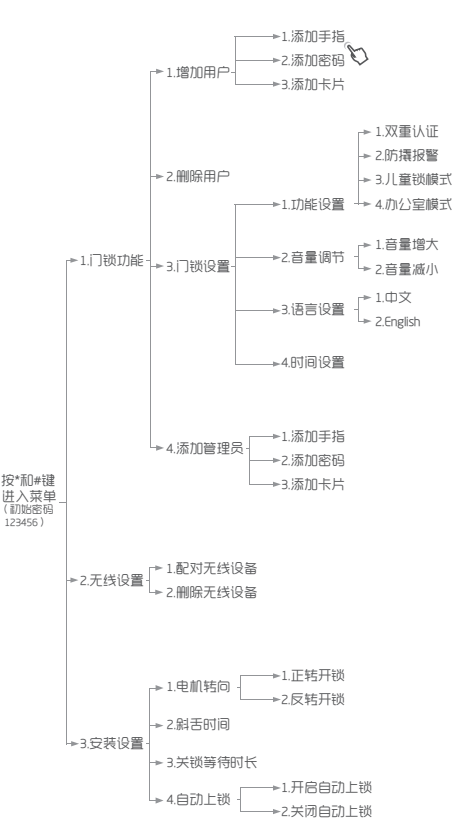 按*和#键
进入菜单
（初始密码
123456）
1.门锁功能
1.增加用户
1.添加手指
2.添加密码
3.添加卡片
2.删除用户
3.门锁设置
1.功能设置
1.双重认证
2.防撬报警
3.儿童锁模式
4.办公室模式
2.音量调节
1.音量增大
2.音量减小
3.语言设置
1.中文
2.English
4.时间设置
4.添加管理员
1.添加手指
2.添加密码
3.添加卡片
2.无线设置
1.配对无线设备
2.删除无线设备
3.安装设置
1.电机转向
1.正转开锁
2.反转开锁
2.斜舌时间
3.关锁等待时长
4.自动上锁
1.开启自动上锁
2.关闭自动上锁